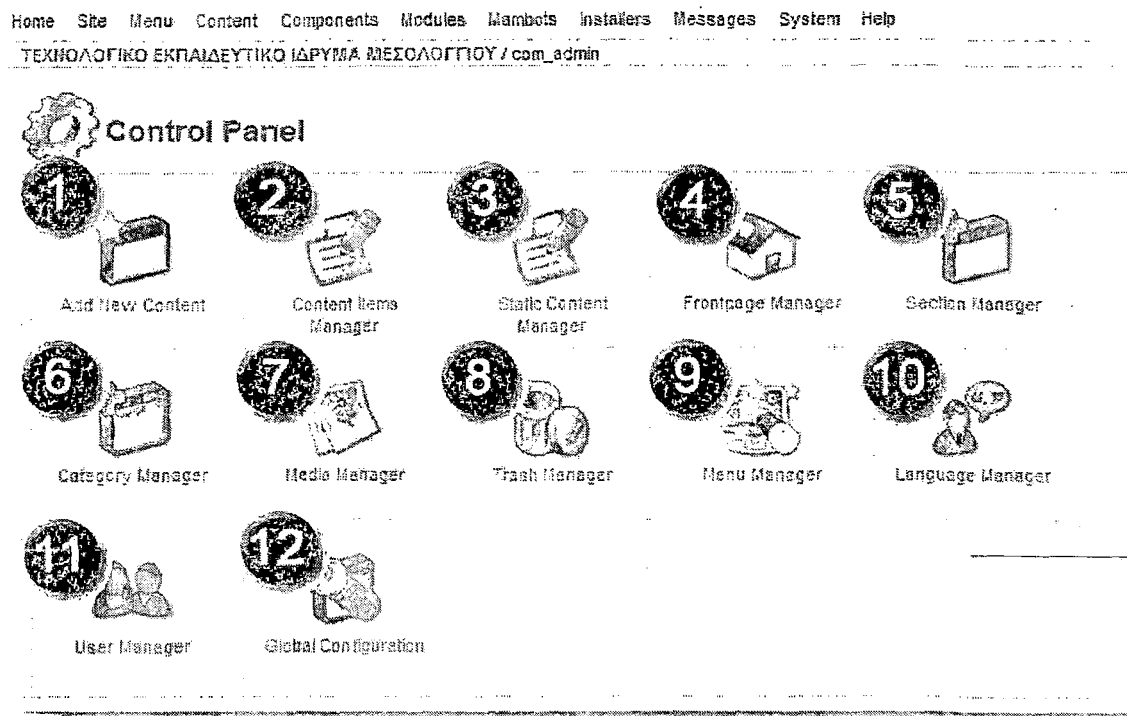 Home Site Menu Content Components Modules Mambots Installers Messages System Help
ΤΕΧΝΟΛΟΓΙΚΟ ΕΚΠΑΙΔΕΥΤΙΚΟ ΙΔΡΥΜΑ ΜΕΣΟΛΟΓΓΙΟΥ / com_admin
Control Panel
1 2 3 4 5
Add New Content Content Items Static Content Frontpage Manager Section Manager
Manager Manager
6 7 8 9 10
Category Manager Media Manager Trash Manager Menu Manager Language Manager
11 12
User Manager Global Configuration